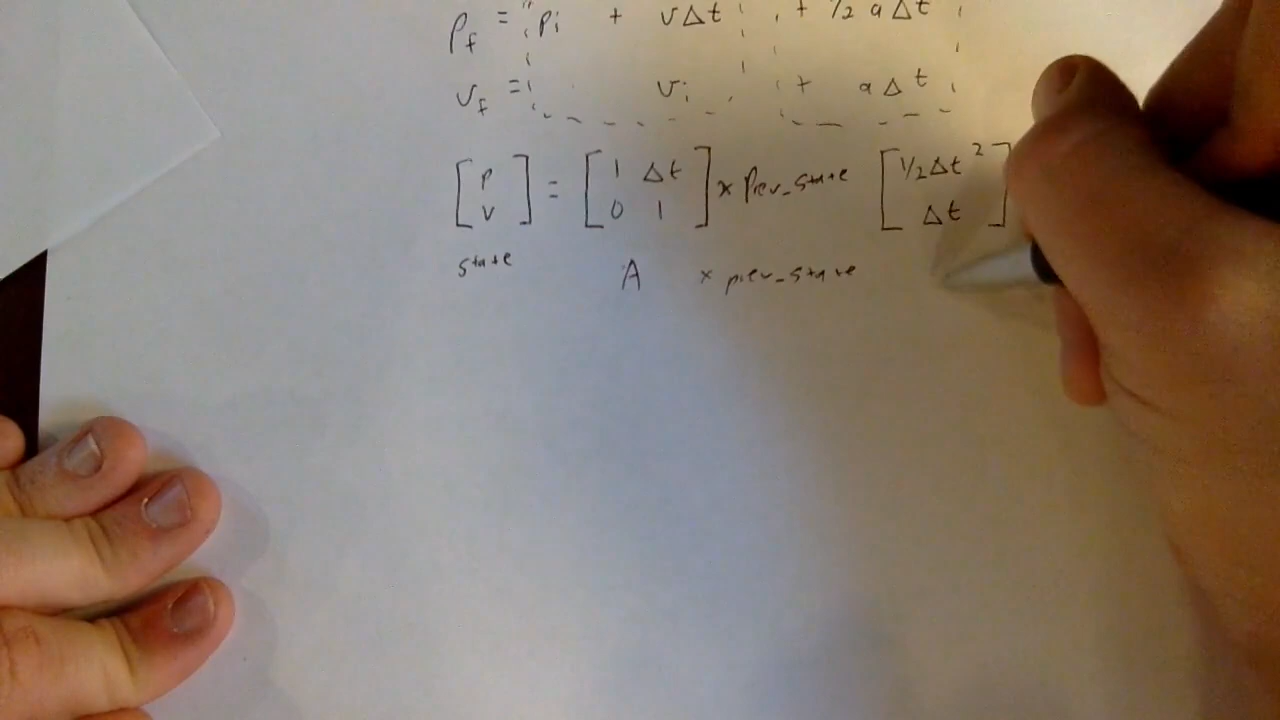 Pf = Pi + vΔt + 1/2 aΔt
vf = vi + aΔt
[P v] = [1 Δt 0 1] x Prev_state [1/2Δt² Δt]
state A x prev_state